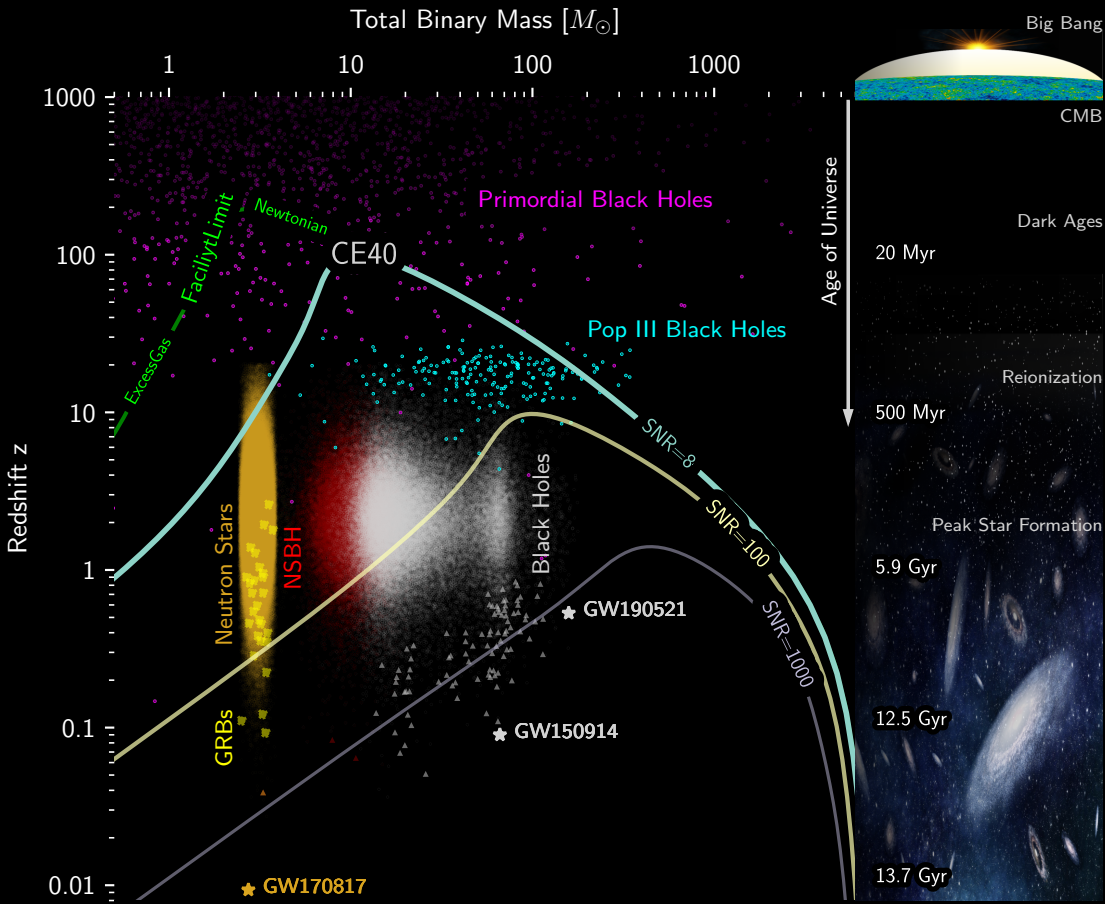 Total Binary Mass [M⊙]
Big Bang
1 10 100 1000
1000
CMB
FaciliytLimit
Newtonian
Primordial Black Holes
Dark Ages
100
CE40
Age of Universe
20 Myr
ExcessGas
Pop III Black Holes
Reionization
10
SNR=8
500 Myr
Redshift z
Neutron Stars
NSBH
Black Holes
SNR=100
Peak Star Formation
1
5.9 Gyr
GW190521
SNR=1000
0.1
GRBs
GW150914
12.5 Gyr
0.01
GW170817
13.7 Gyr